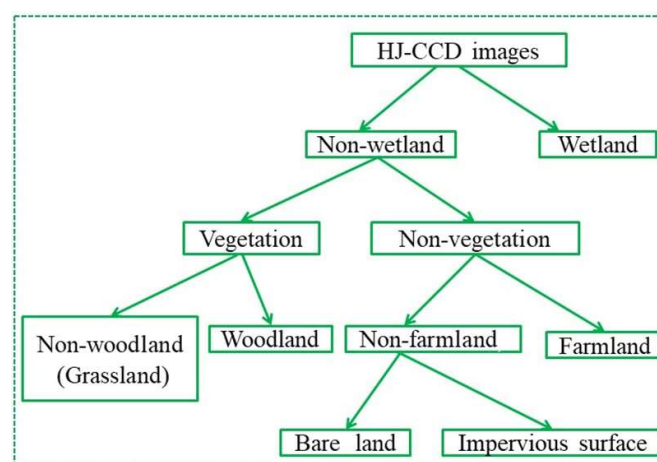 HJ-CCD images
Non-wetland
Wetland
Vegetation
Non-vegetation
Non-woodland
(Grassland)
Woodland
Non-farmland
Farmland
Bare land
Impervious surface